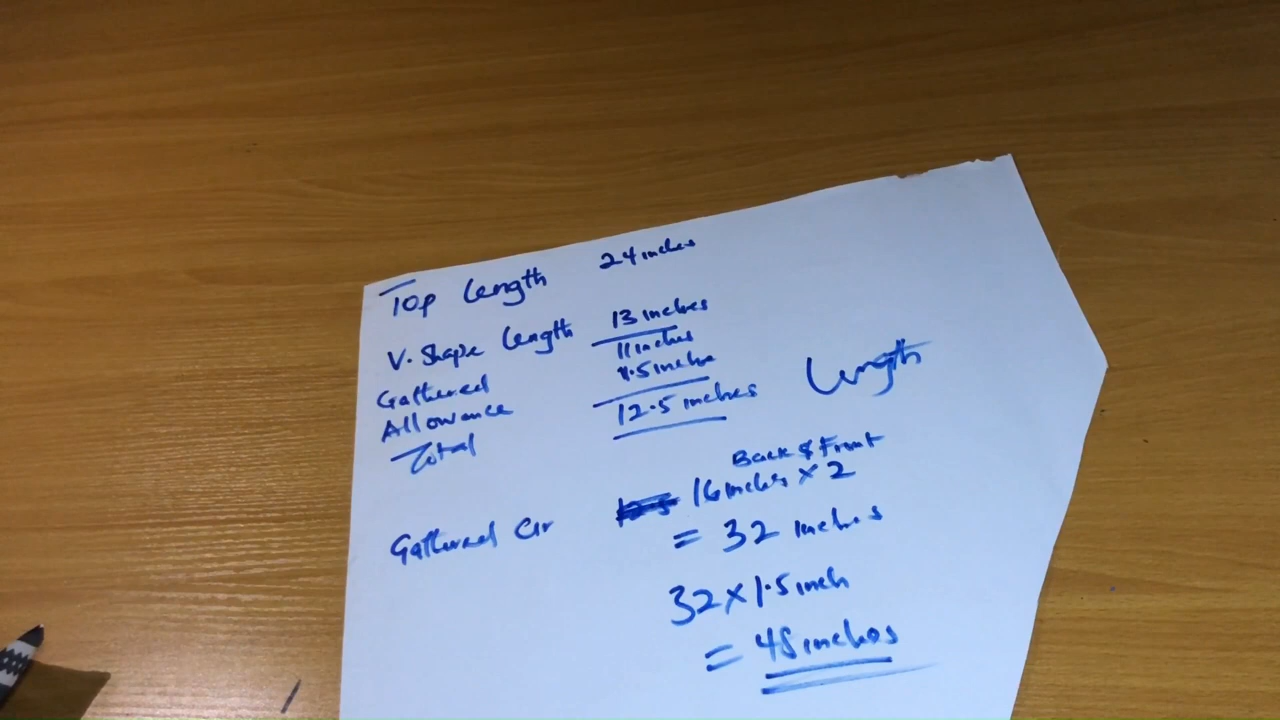 Top Length 24 inches
V. Shape Length 13 inches
Gathered 11 inches
Allowance 1.5 inche
Total 12.5 inches Length
Back & Front
Gathered Cir 16 inches x 2
= 32 inches
32 x 1.5 inch
= 48 inches